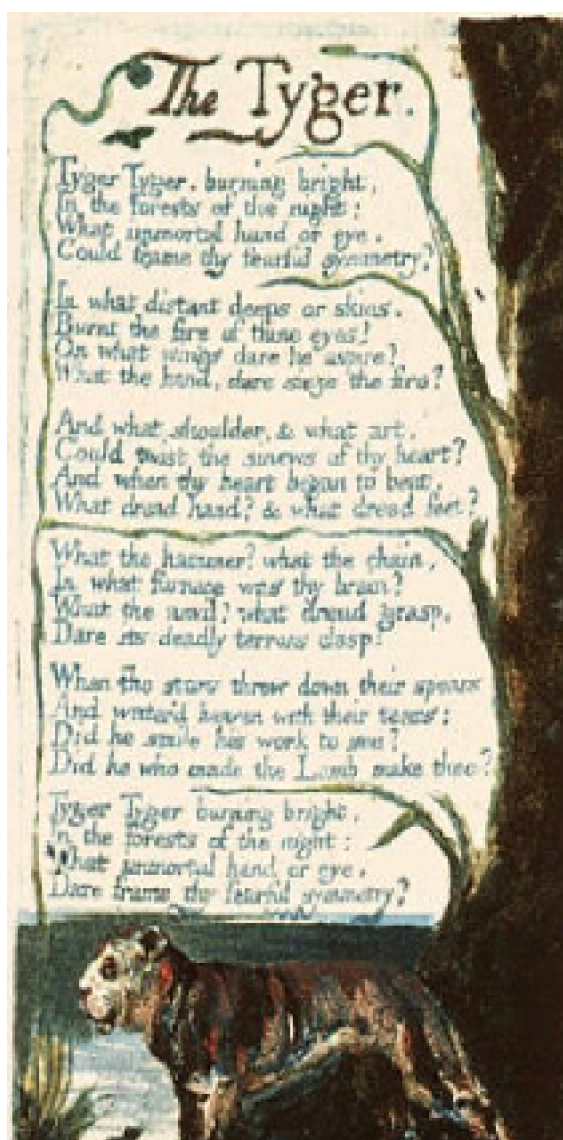 The Tyger.
Tyger Tyger, burning bright,
In the forests of the night:
What immortal hand or eye,
Could frame thy fearful symmetry?
In what distant deeps or skies,
Burnt the fire of thine eyes?
On what wings dare he aspire?
What the hand, dare sieze the fire?
And what shoulder, & what art,
Could twist the sinews of thy heart?
And when thy heart began to beat,
What dread hand? & what dread feet?
What the hammer? what the chain,
In what furnace was thy brain?
What the anvil? what dread grasp,
Dare its deadly terrors clasp?
When the stars threw down their spears
And water'd heaven with their tears:
Did he smile his work to see?
Did he who made the Lamb make thee?
Tyger Tyger burning bright,
In the forests of the night:
What immortal hand or eye,
Dare frame thy fearful symmetry?